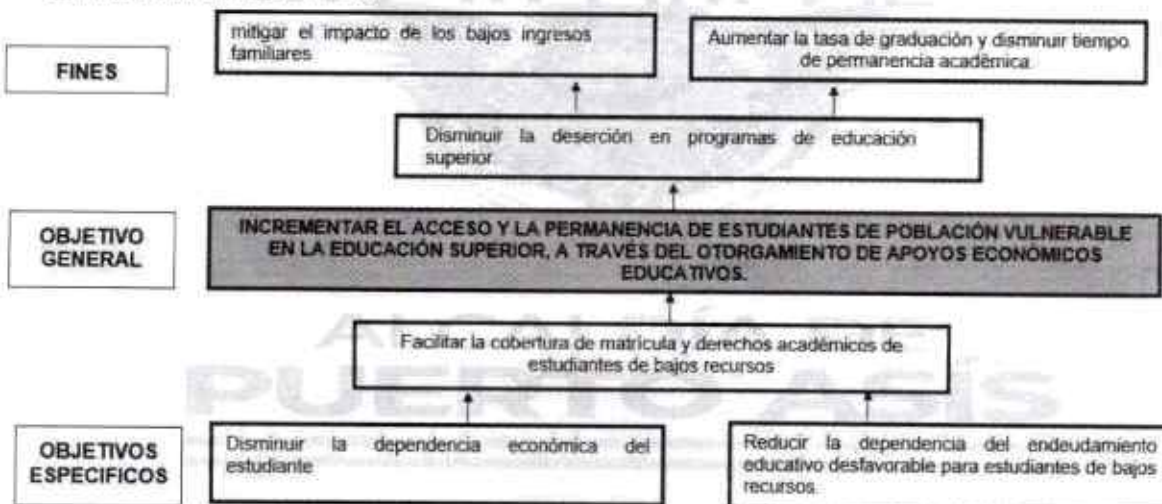 mitigar el impacto de los bajos ingresos
familiares
Aumentar la tasa de graduación y disminuir tiempo
de permanencia académica
FINES
Disminuir la deserción en programas de educación
superior
OBJETIVO
GENERAL
INCREMENTAR EL ACCESO Y LA PERMANENCIA DE ESTUDIANTES DE POBLACIÓN VULNERABLE
EN LA EDUCACIÓN SUPERIOR, A TRAVÉS DEL OTORGAMIENTO DE APOYOS ECONÓMICOS
EDUCATIVOS.
Facilitar la cobertura de matrícula y derechos académicos de
estudiantes de bajos recursos
ALCALDÍA DE
PUERTO ASÍS
OBJETIVOS
ESPECIFICOS
Disminuir la dependencia económica del
estudiante
Reducir la dependencia del endeudamiento
educativo desfavorable para estudiantes de bajos
recursos.